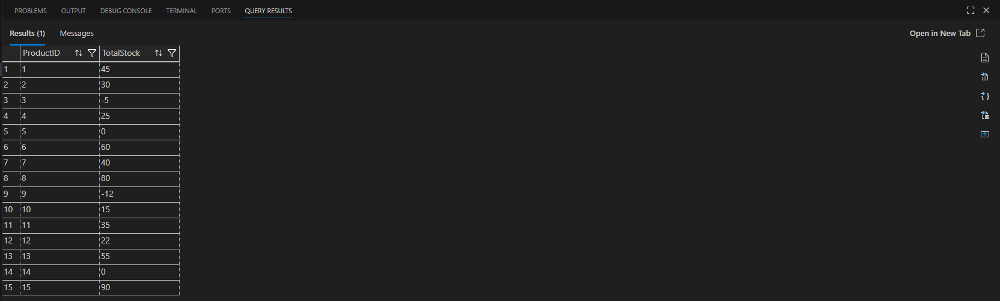 PROBLEMS OUTPUT DEBUG CONSOLE TERMINAL PORTS QUERY RESULTS
Results (1) Messages Open in New Tab
ProductID TotalStock
1 1 45
2 2 30
3 3 -5
4 4 25
5 5 0
6 6 60
7 7 40
8 8 80
9 9 -12
10 10 15
11 11 35
12 12 22
13 13 55
14 14 0
15 15 90